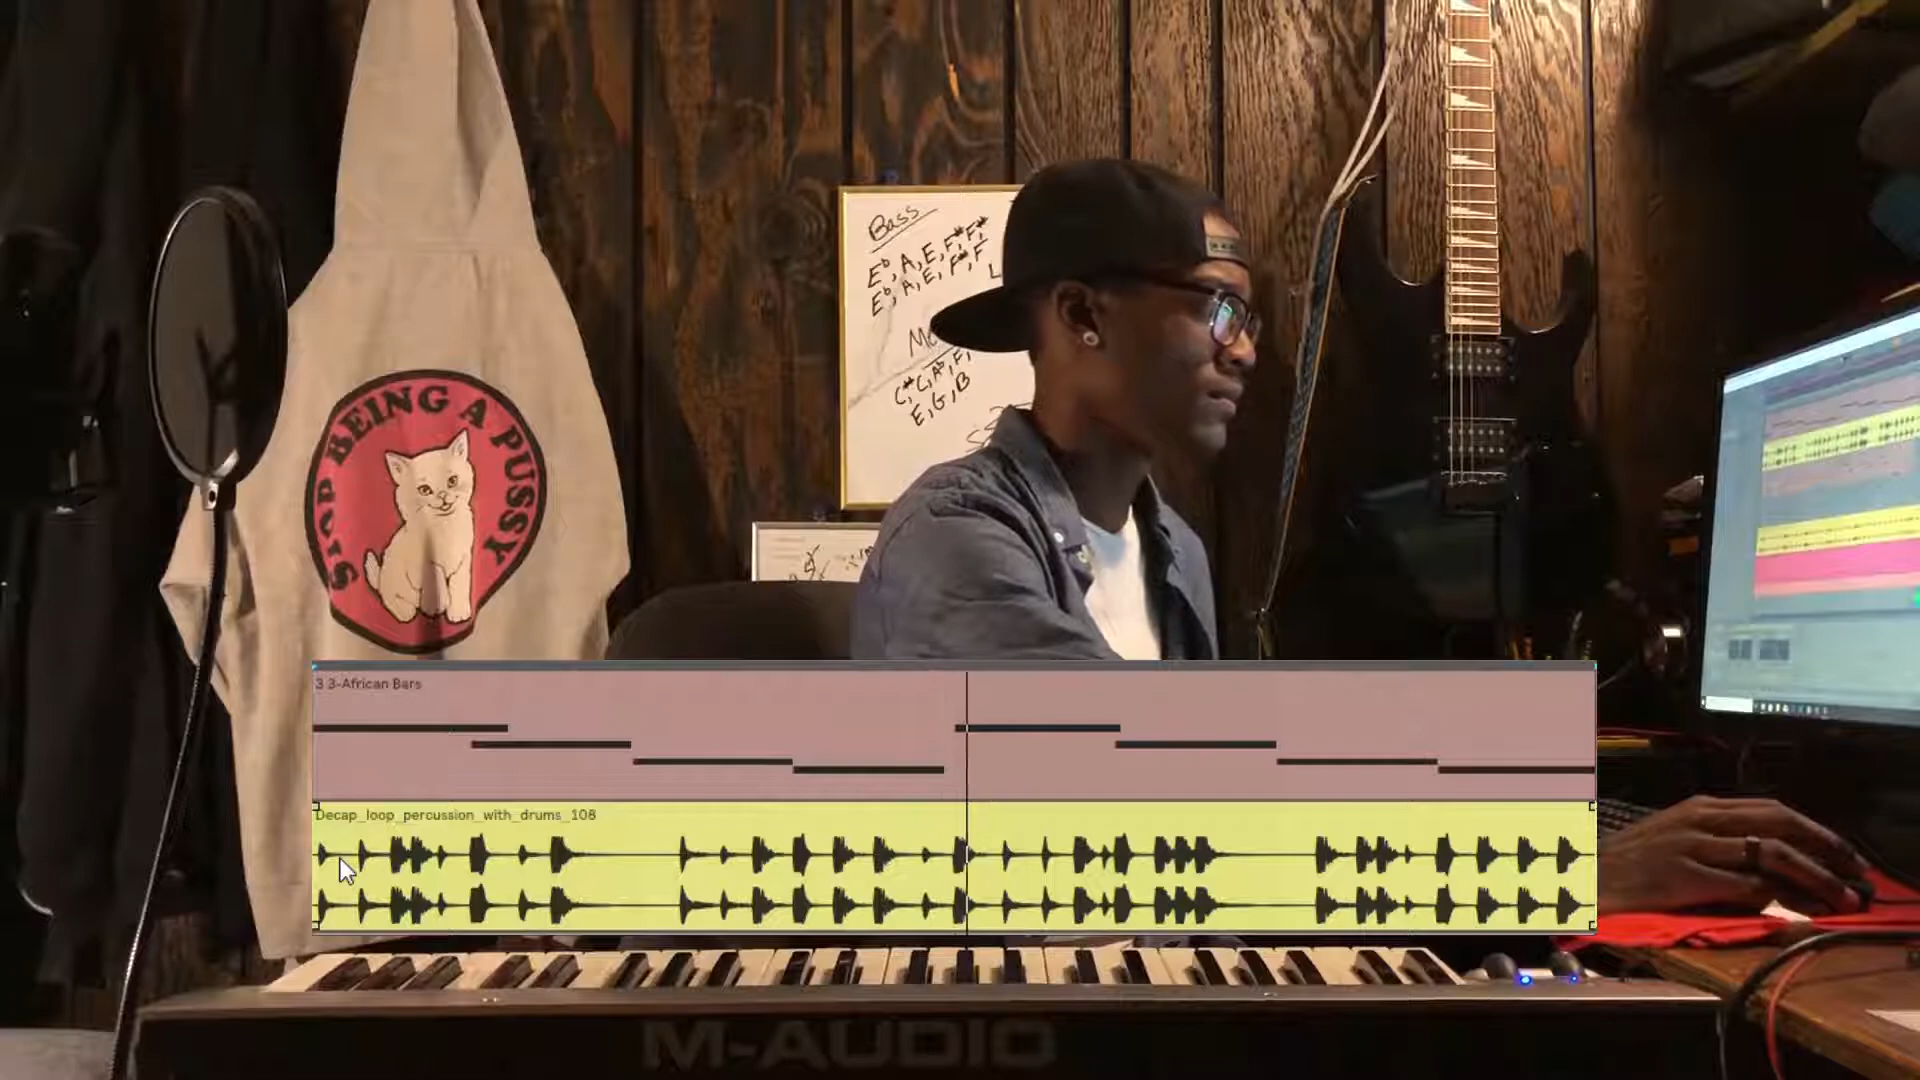 Bass
E♭, A, E, F#, F#,
E♭, A, E, F#, F
L
C#, C, A♭, F,
E, G, B
STOP BEING A PUSSY
3 3-African Bars
Decap_loop_percussion_with_drums_108
M-AUDIO